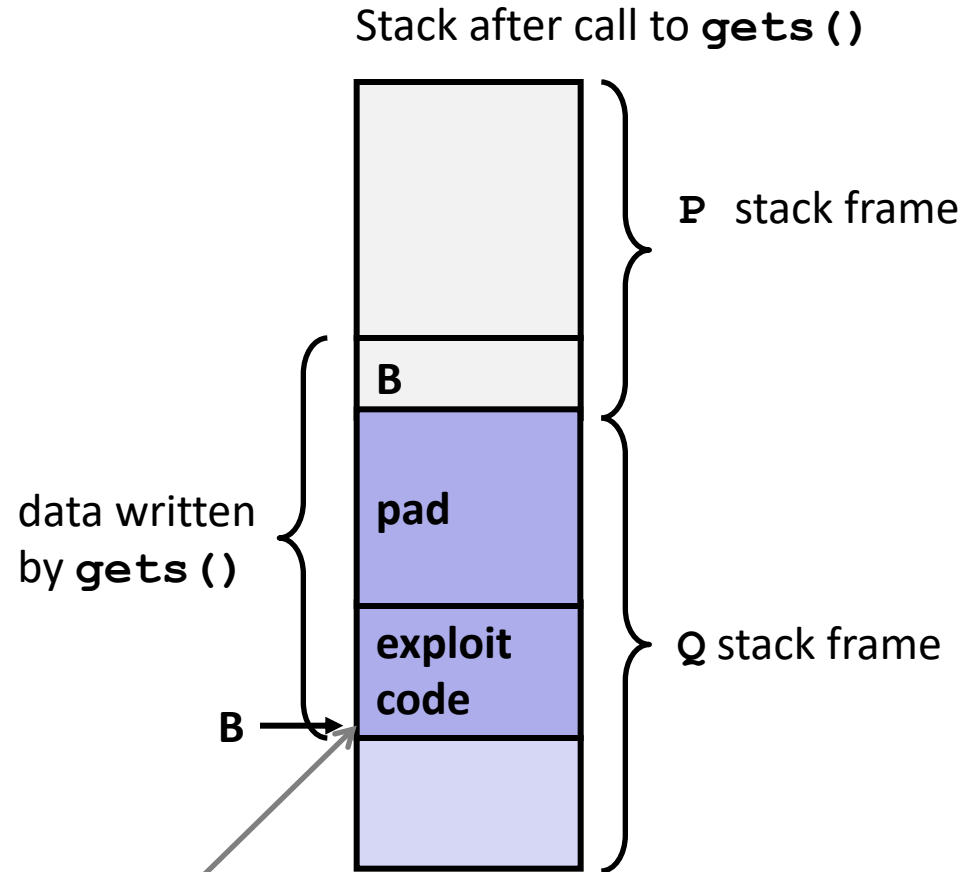 Stack after call to gets()
P stack frame
B
data written
by gets()
pad
exploit
code
B
Q stack frame